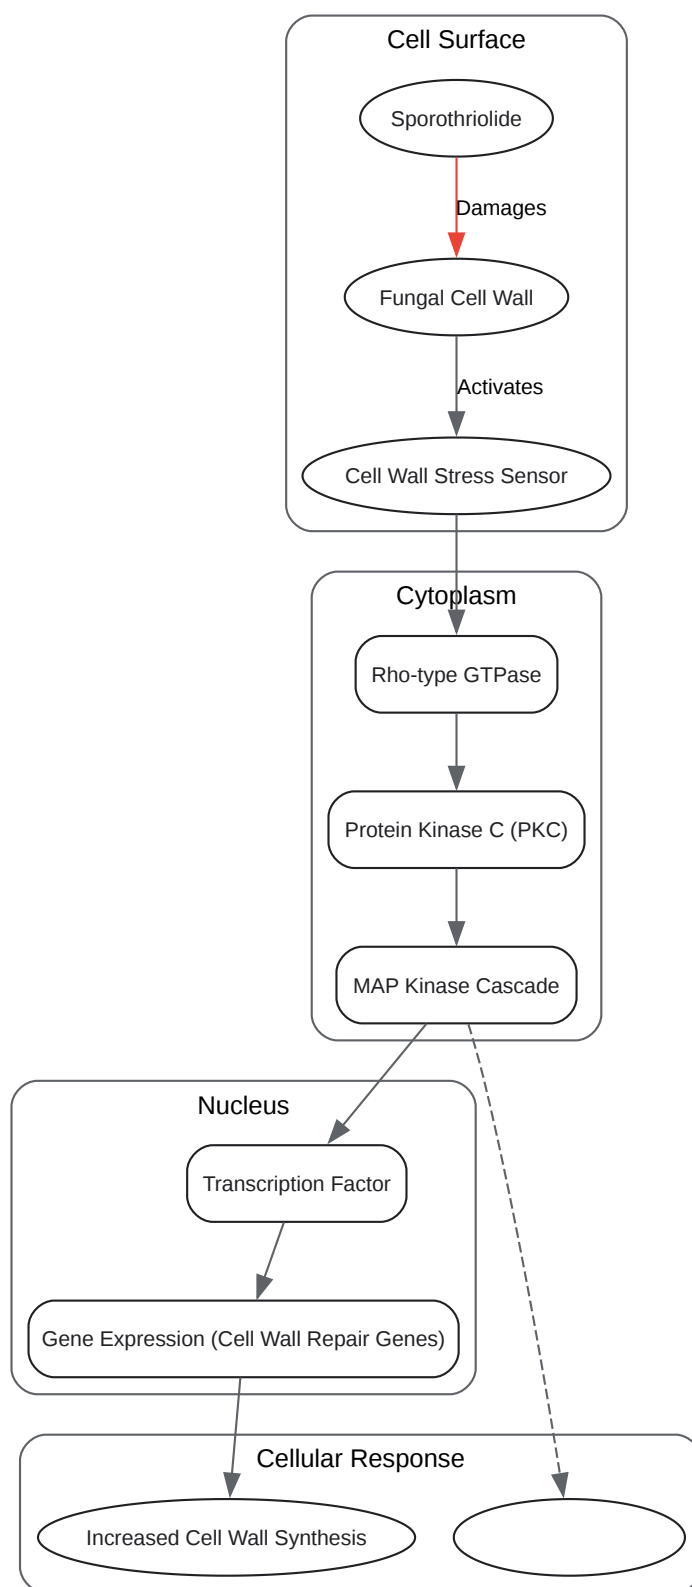 Cell Surface
Sporothriolide
Damages
Fungal Cell Wall
Activates
Cell Wall Stress Sensor
Cytoplasm
Rho-type GTPase
Protein Kinase C (PKC)
MAP Kinase Cascade
Nucleus
Transcription Factor
Gene Expression (Cell Wall Repair Genes)
Cellular Response
Increased Cell Wall Synthesis